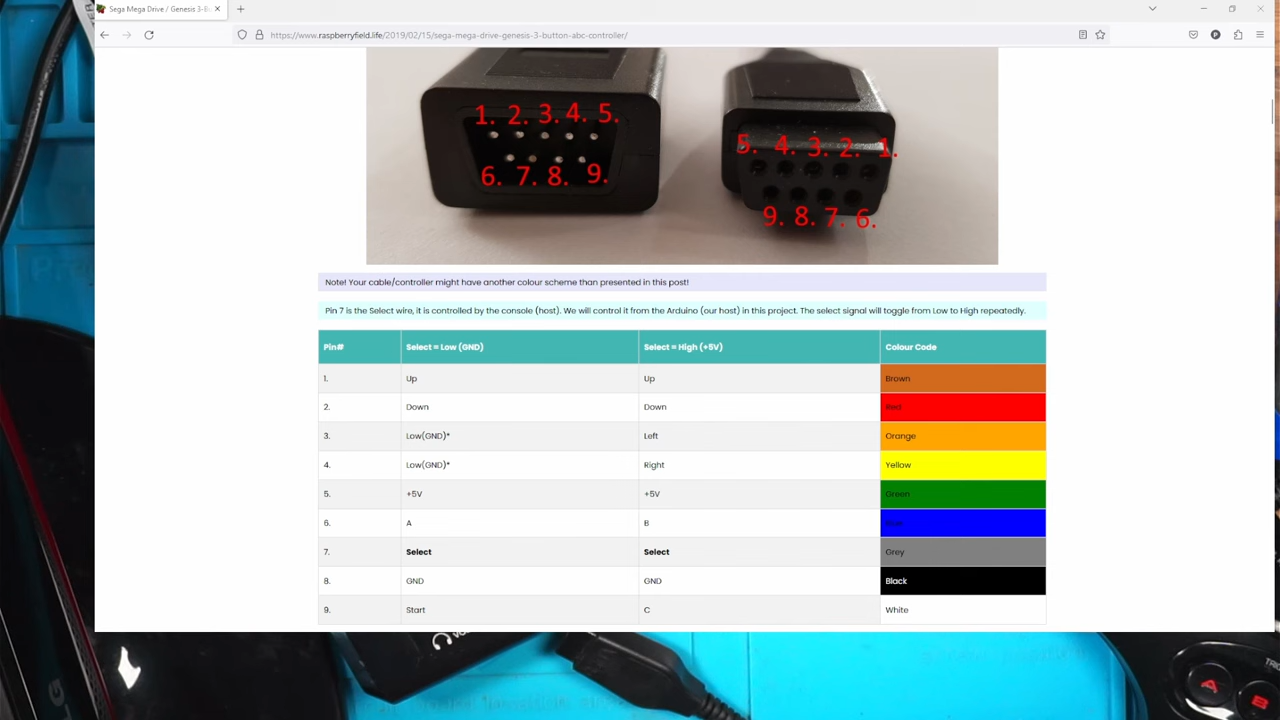 Sega Mega Drive / Genesis 3-Bu
https://www.raspberryfield.life/2019/02/15/sega-mega-drive-genesis-3-button-abc-controller/
1. 2. 3. 4. 5.
6. 7. 8. 9.
5. 4. 3. 2. 1.
9. 8. 7. 6.
Note! Your cable/controller might have another colour scheme than presented in this post!
Pin 7 is the Select wire, it is controlled by the console (host). We will control it from the Arduino (our host) in this project. The select signal will toggle from Low to High repeatedly.
Pin# Select = Low (GND) Select = High (+5V) Colour Code
1. Up Up Brown
2. Down Down Red
3. Low(GND)* Left Orange
4. Low(GND)* Right Yellow
5. +5V +5V Green
6. A B Blue
7. Select Select Grey
8. GND GND Black
9. Start C White
A
B